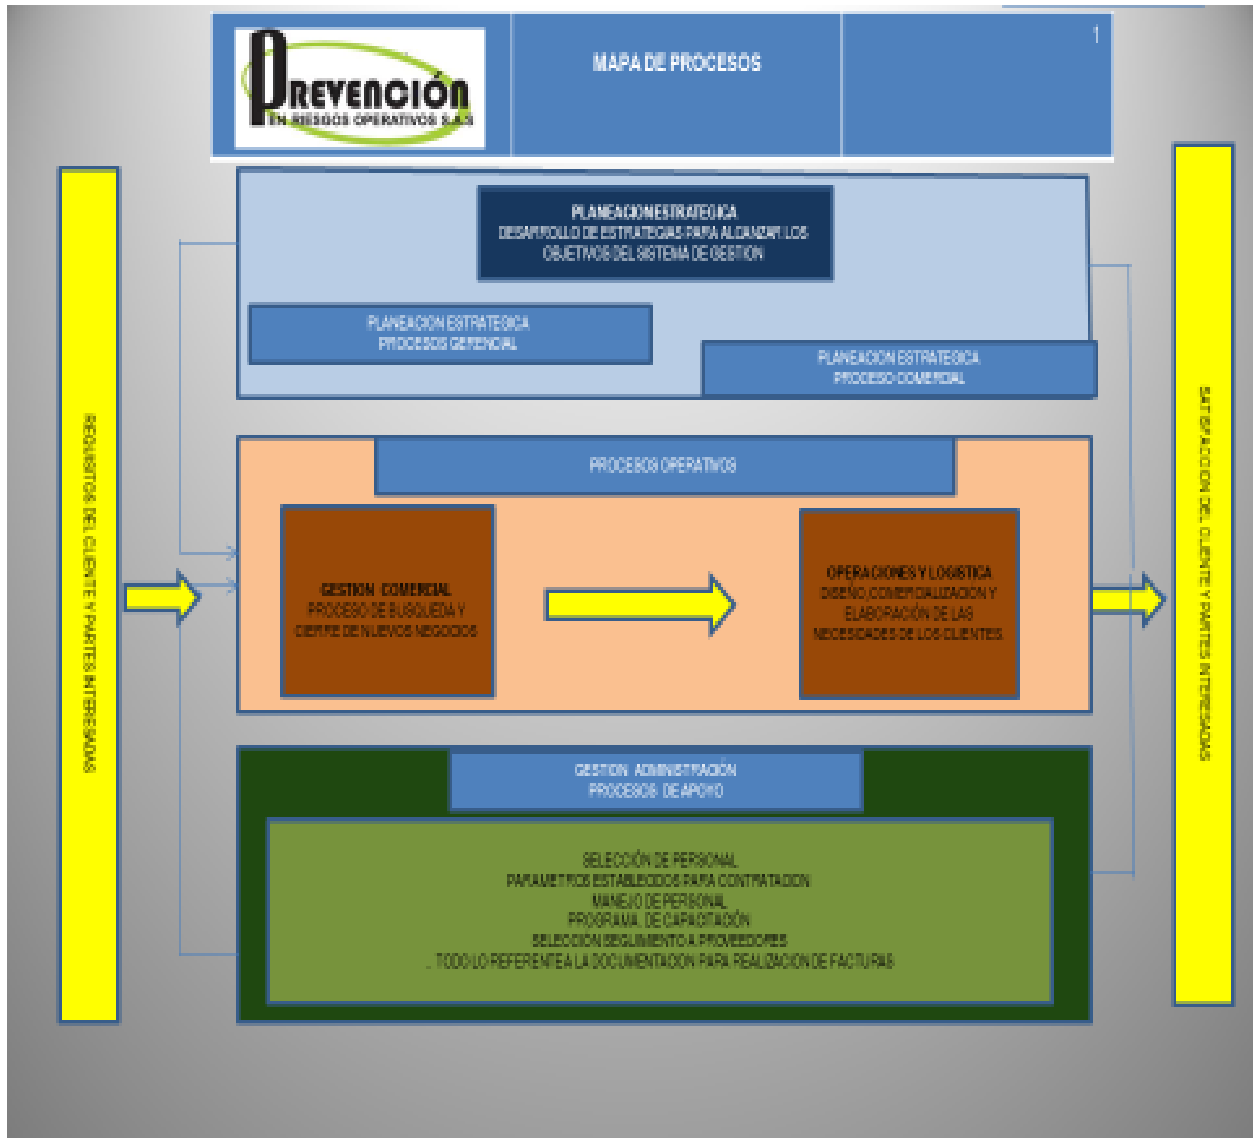 PREVENCIÓN
EN RIESGOS OPERATIVOS S.A.S
MAPA DE PROCESOS
1
PLANEACION ESTRATEGICA
DESARROLLO DE ESTRATEGIAS PARA ALCANZAR LOS
OBJETIVOS DEL SISTEMA DE GESTION
PLANEACION ESTRATEGICA
PROCESOS GERENCIAL
PLANEACION ESTRATEGICA
PROCESO COMERCIAL
REQUISITOS DEL CLIENTE Y PARTES INTERESADAS
PROCESOS OPERATIVOS
GESTION COMERCIAL
PROCESO DE BUSQUEDA Y
CIERRE DE NUEVOS NEGOCIOS
OPERACIONES Y LOGISTICA
DISEÑO, COMERCIALIZACIÓN Y
ELABORACIÓN DE LAS
NECESIDADES DE LOS CLIENTES.
SATISFACCION DEL CLIENTE Y PARTES INTERESADAS
GESTION ADMINISTRACIÓN
PROCESOS DE APOYO
SELECCIÓN DE PERSONAL
PARAMETROS ESTABLECIDOS PARA CONTRATACION
MANEJO DE PERSONAL
PROGRAMA. DE CAPACITACIÓN
SELECCIÓN SEGUIMIENTO A PROVEEDORES
.. TODO LO REFERENTE A LA DOCUMENTACION PARA REALIZACION DE FACTURAS